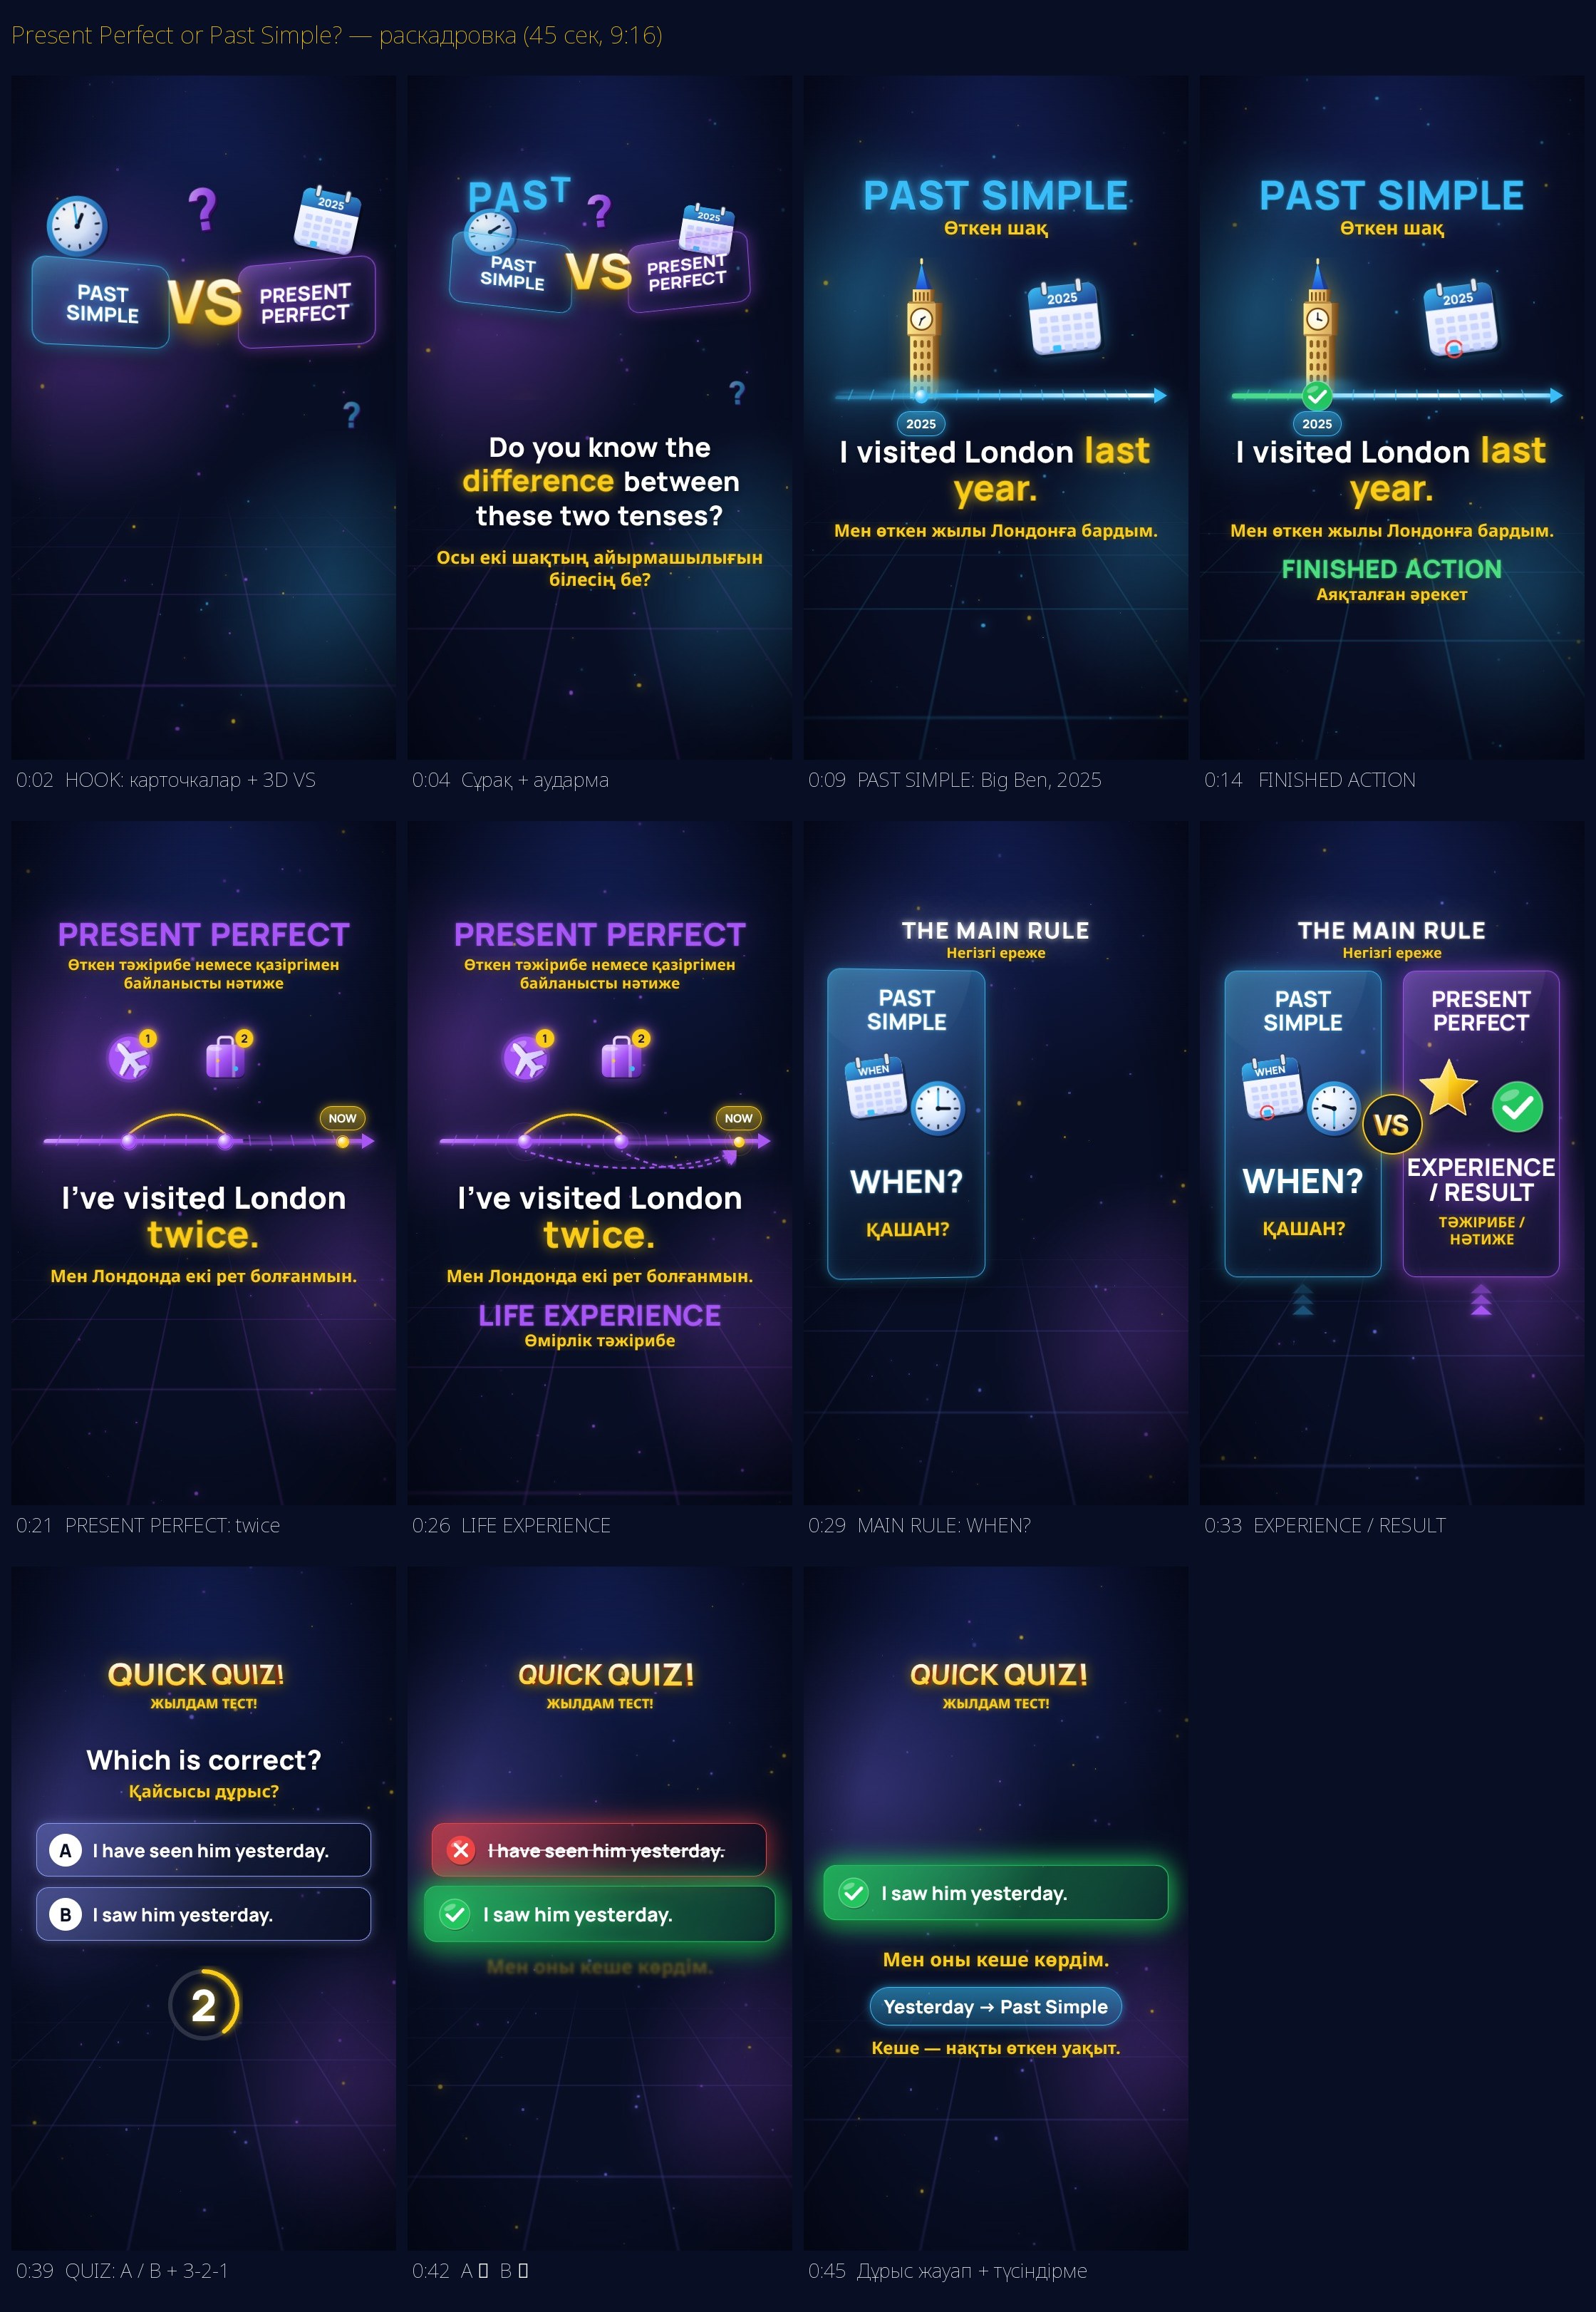 Present Perfect or Past Simple? — раскадровка (45 сек, 9:16)
?
2025
PAST
SIMPLE
VS
PRESENT
PERFECT
?
0:02 HOOK: карточкалар + 3D VS
PAST
?
2025
PAST
SIMPLE
VS
PRESENT
PERFECT
?
Do you know the
difference between
these two tenses?
Осы екі шақтың айырмашылығын
білесің бе?
0:04 Сұрақ + аударма
PAST SIMPLE
Өткен шақ
2025
2025
I visited London last
year.
Мен өткен жылы Лондонға бардым.
0:09 PAST SIMPLE: Big Ben, 2025
PAST SIMPLE
Өткен шақ
2025
2025
I visited London last
year.
Мен өткен жылы Лондонға бардым.
FINISHED ACTION
Аяқталған әрекет
0:14 FINISHED ACTION
PRESENT PERFECT
Өткен тәжірибе немесе қазіргімен
байланысты нәтиже
1
2
NOW
I’ve visited London
twice.
Мен Лондонда екі рет болғанмын.
0:21 PRESENT PERFECT: twice
PRESENT PERFECT
Өткен тәжірибе немесе қазіргімен
байланысты нәтиже
1
2
NOW
I’ve visited London
twice.
Мен Лондонда екі рет болғанмын.
LIFE EXPERIENCE
Өмірлік тәжірибе
0:26 LIFE EXPERIENCE
THE MAIN RULE
Негізгі ереже
PAST
SIMPLE
WHEN
WHEN?
ҚАШАН?
0:29 MAIN RULE: WHEN?
THE MAIN RULE
Негізгі ереже
PAST
SIMPLE
WHEN
WHEN?
ҚАШАН?
VS
PRESENT
PERFECT
EXPERIENCE
/ RESULT
ТӘЖІРИБЕ /
НӘТИЖЕ
0:33 EXPERIENCE / RESULT
QUICK QUIZ!
ЖЫЛДАМ ТЕСТ!
Which is correct?
Қайсысы дұрыс?
A I have seen him yesterday.
B I saw him yesterday.
2
0:39 QUIZ: A / B + 3-2-1
QUICK QUIZ!
ЖЫЛДАМ ТЕСТ!
I have seen him yesterday.
I saw him yesterday.
Мен оны кеше көрдім.
0:42 A ▯ B ▯
QUICK QUIZ!
ЖЫЛДАМ ТЕСТ!
I saw him yesterday.
Мен оны кеше көрдім.
Yesterday → Past Simple
Кеше — нақты өткен уақыт.
0:45 Дұрыс жауап + түсіндірме